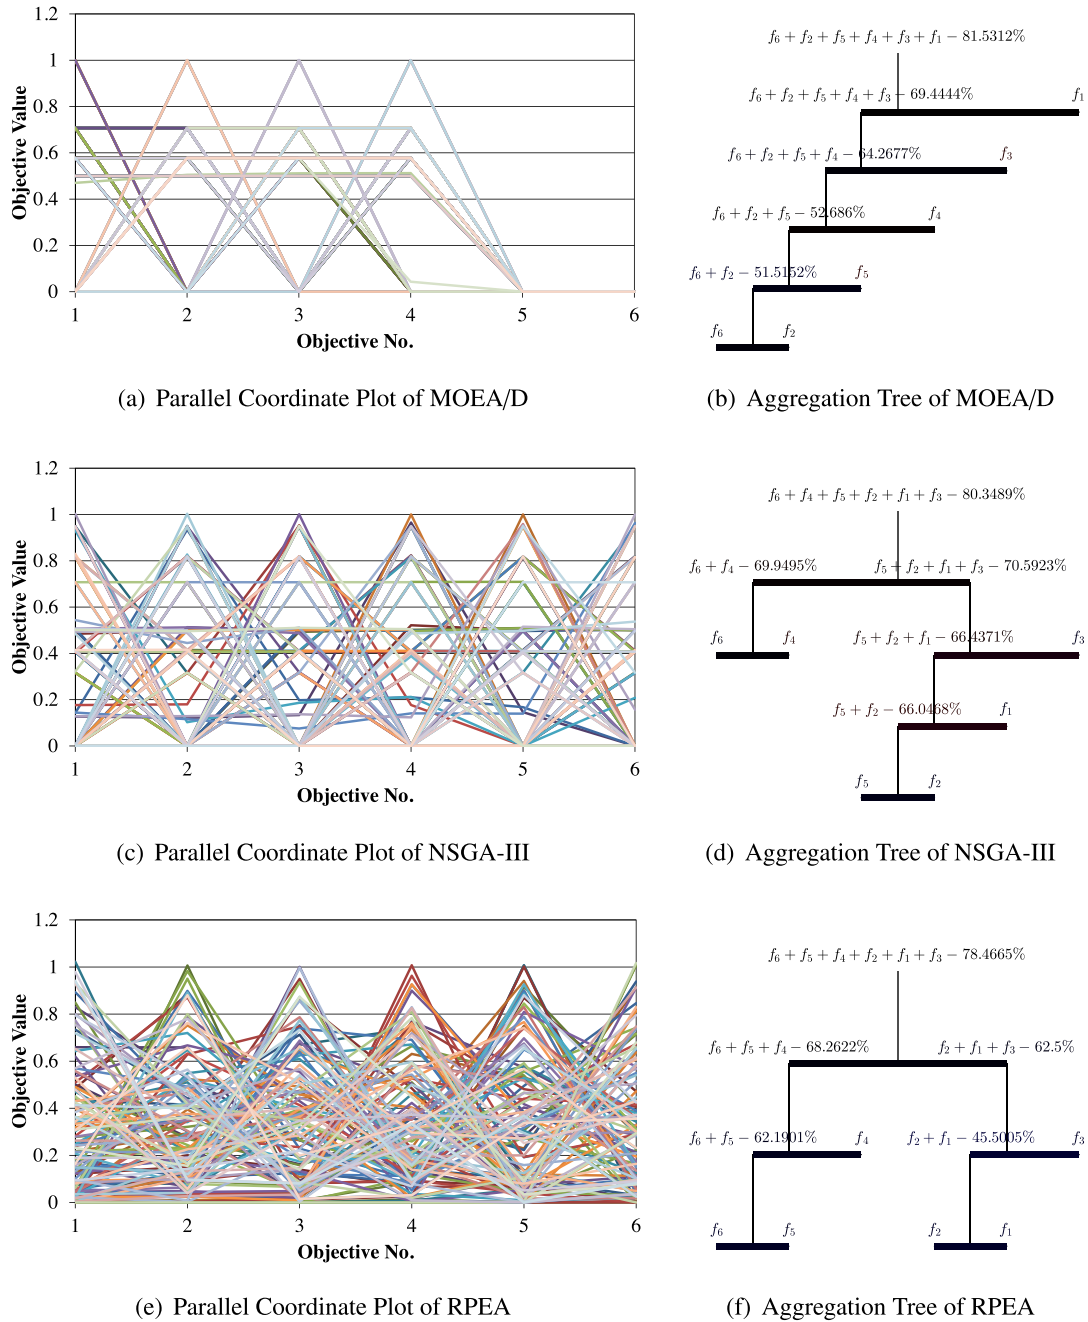 1.2
1
0.8
0.6
0.4
0.2
0
Objective Value
1 2 3 4 5 6
Objective No.
(a) Parallel Coordinate Plot of MOEA/D
f6 + f2 + f5 + f4 + f3 + f1 − 81.5312%
f6 + f2 + f5 + f4 + f3 − 69.4444% f1
f6 + f2 + f5 + f4 − 64.2677% f3
f6 + f2 + f5 − 52.686% f4
f6 + f2 − 51.5152% f5
f6 f2
(b) Aggregation Tree of MOEA/D
1.2
1
0.8
0.6
0.4
0.2
0
Objective Value
1 2 3 4 5 6
Objective No.
(c) Parallel Coordinate Plot of NSGA-III
f6 + f4 + f5 + f2 + f1 + f3 − 80.3489%
f6 + f4 − 69.9495% f5 + f2 + f1 + f3 − 70.5923%
f6 f4 f5 + f2 + f1 − 66.4371% f3
f5 + f2 − 66.0468% f1
f5 f2
(d) Aggregation Tree of NSGA-III
1.2
1
0.8
0.6
0.4
0.2
0
Objective Value
1 2 3 4 5 6
Objective No.
(e) Parallel Coordinate Plot of RPEA
f6 + f5 + f4 + f2 + f1 + f3 − 78.4665%
f6 + f5 + f4 − 68.2622% f2 + f1 + f3 − 62.5%
f6 + f5 − 62.1901% f4 f2 + f1 − 45.5005% f3
f6 f5 f2 f1
(f) Aggregation Tree of RPEA